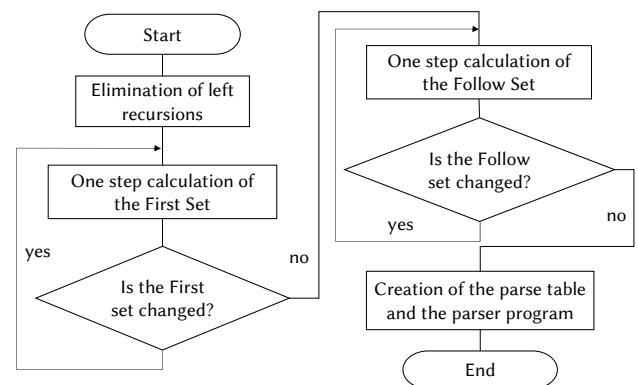 Start
Elimination of left
recursions
One step calculation of
the First Set
yes
Is the First
set changed?
no
One step calculation of
the Follow Set
Is the Follow
set changed?
yes
no
Creation of the parse table
and the parser program
End